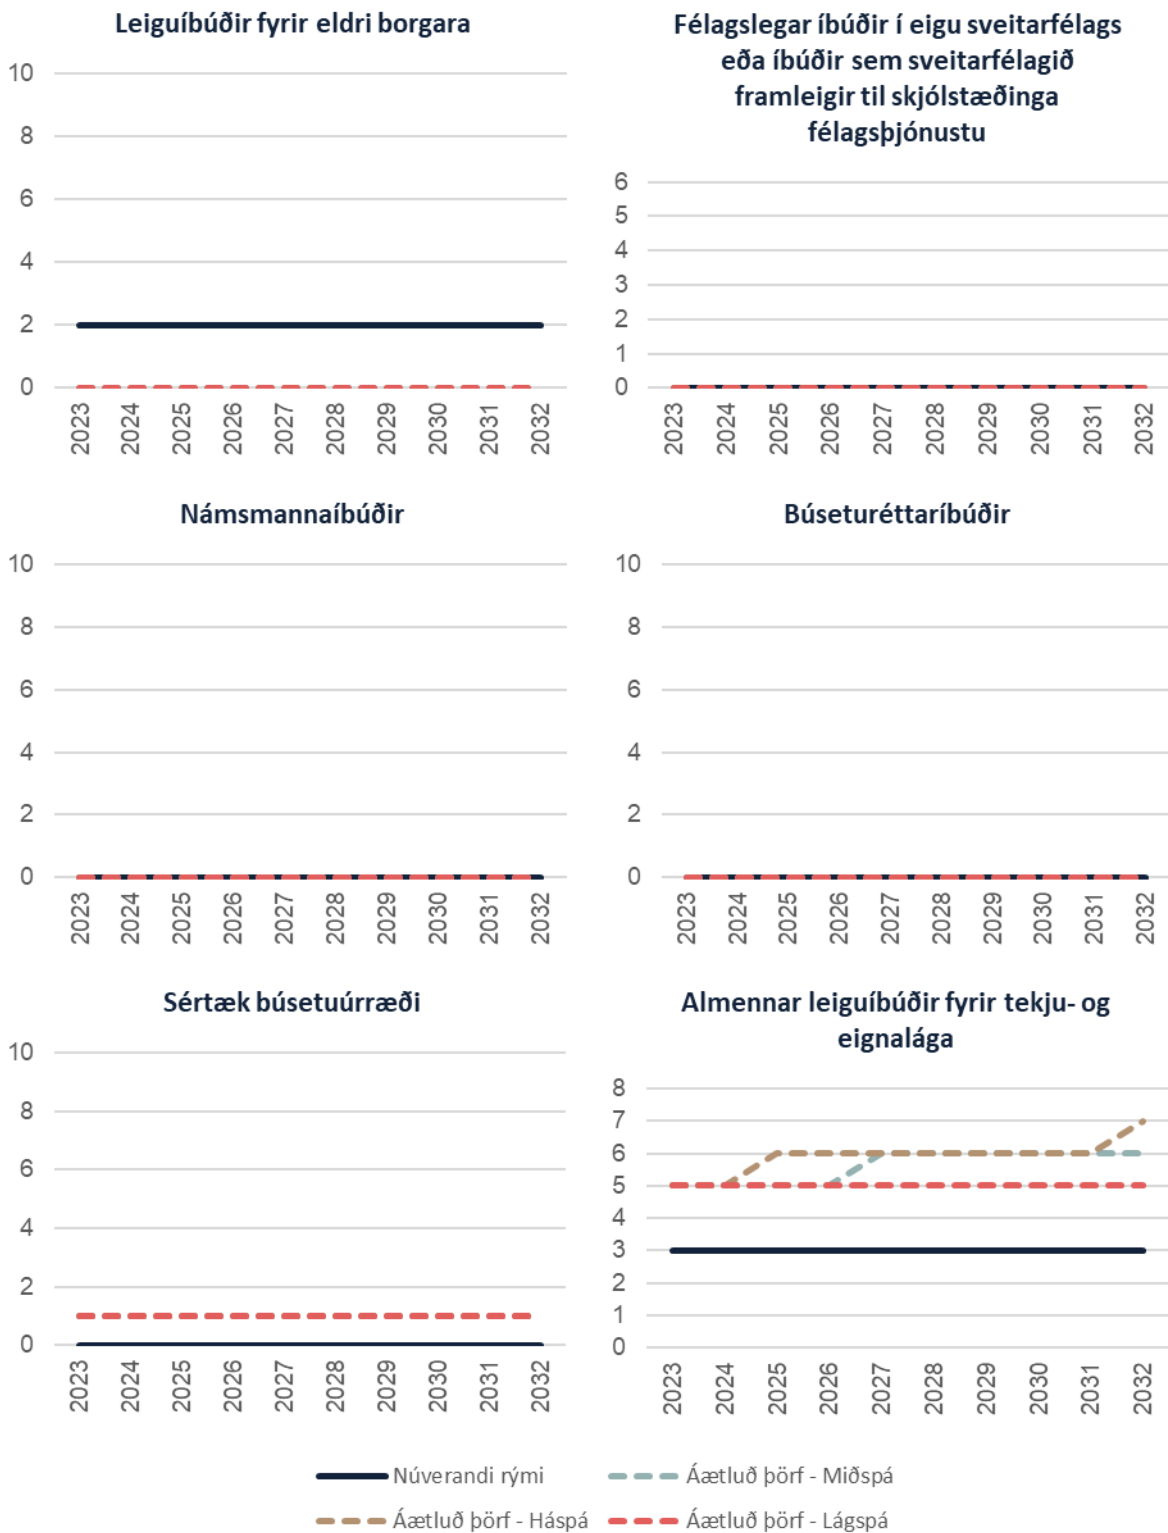 Leiguíbúðir fyrir eldri borgara
10
8
6
4
2
0
2023 2024 2025 2026 2027 2028 2029 2030 2031 2032
Félagslegar íbúðir í eigu sveitarfélags
eða íbúðir sem sveitarfélagið
framleigir til skjólstæðinga
félagsþjónustu
6
5
4
3
2
1
0
2023 2024 2025 2026 2027 2028 2029 2030 2031 2032
Námsmannaíbúðir
10
8
6
4
2
0
2023 2024 2025 2026 2027 2028 2029 2030 2031 2032
Búseturéttaríbúðir
10
8
6
4
2
0
2023 2024 2025 2026 2027 2028 2029 2030 2031 2032
Sértæk búsetuúrræði
10
8
6
4
2
0
2023 2024 2025 2026 2027 2028 2029 2030 2031 2032
Almennar leiguíbúðir fyrir tekju- og
eignalága
8
7
6
5
4
3
2
1
0
2023 2024 2025 2026 2027 2028 2029 2030 2031 2032
Núverandi rými
Áætluð þörf - Miðspá
Áætluð þörf - Háspá
Áætluð þörf - Lágspá